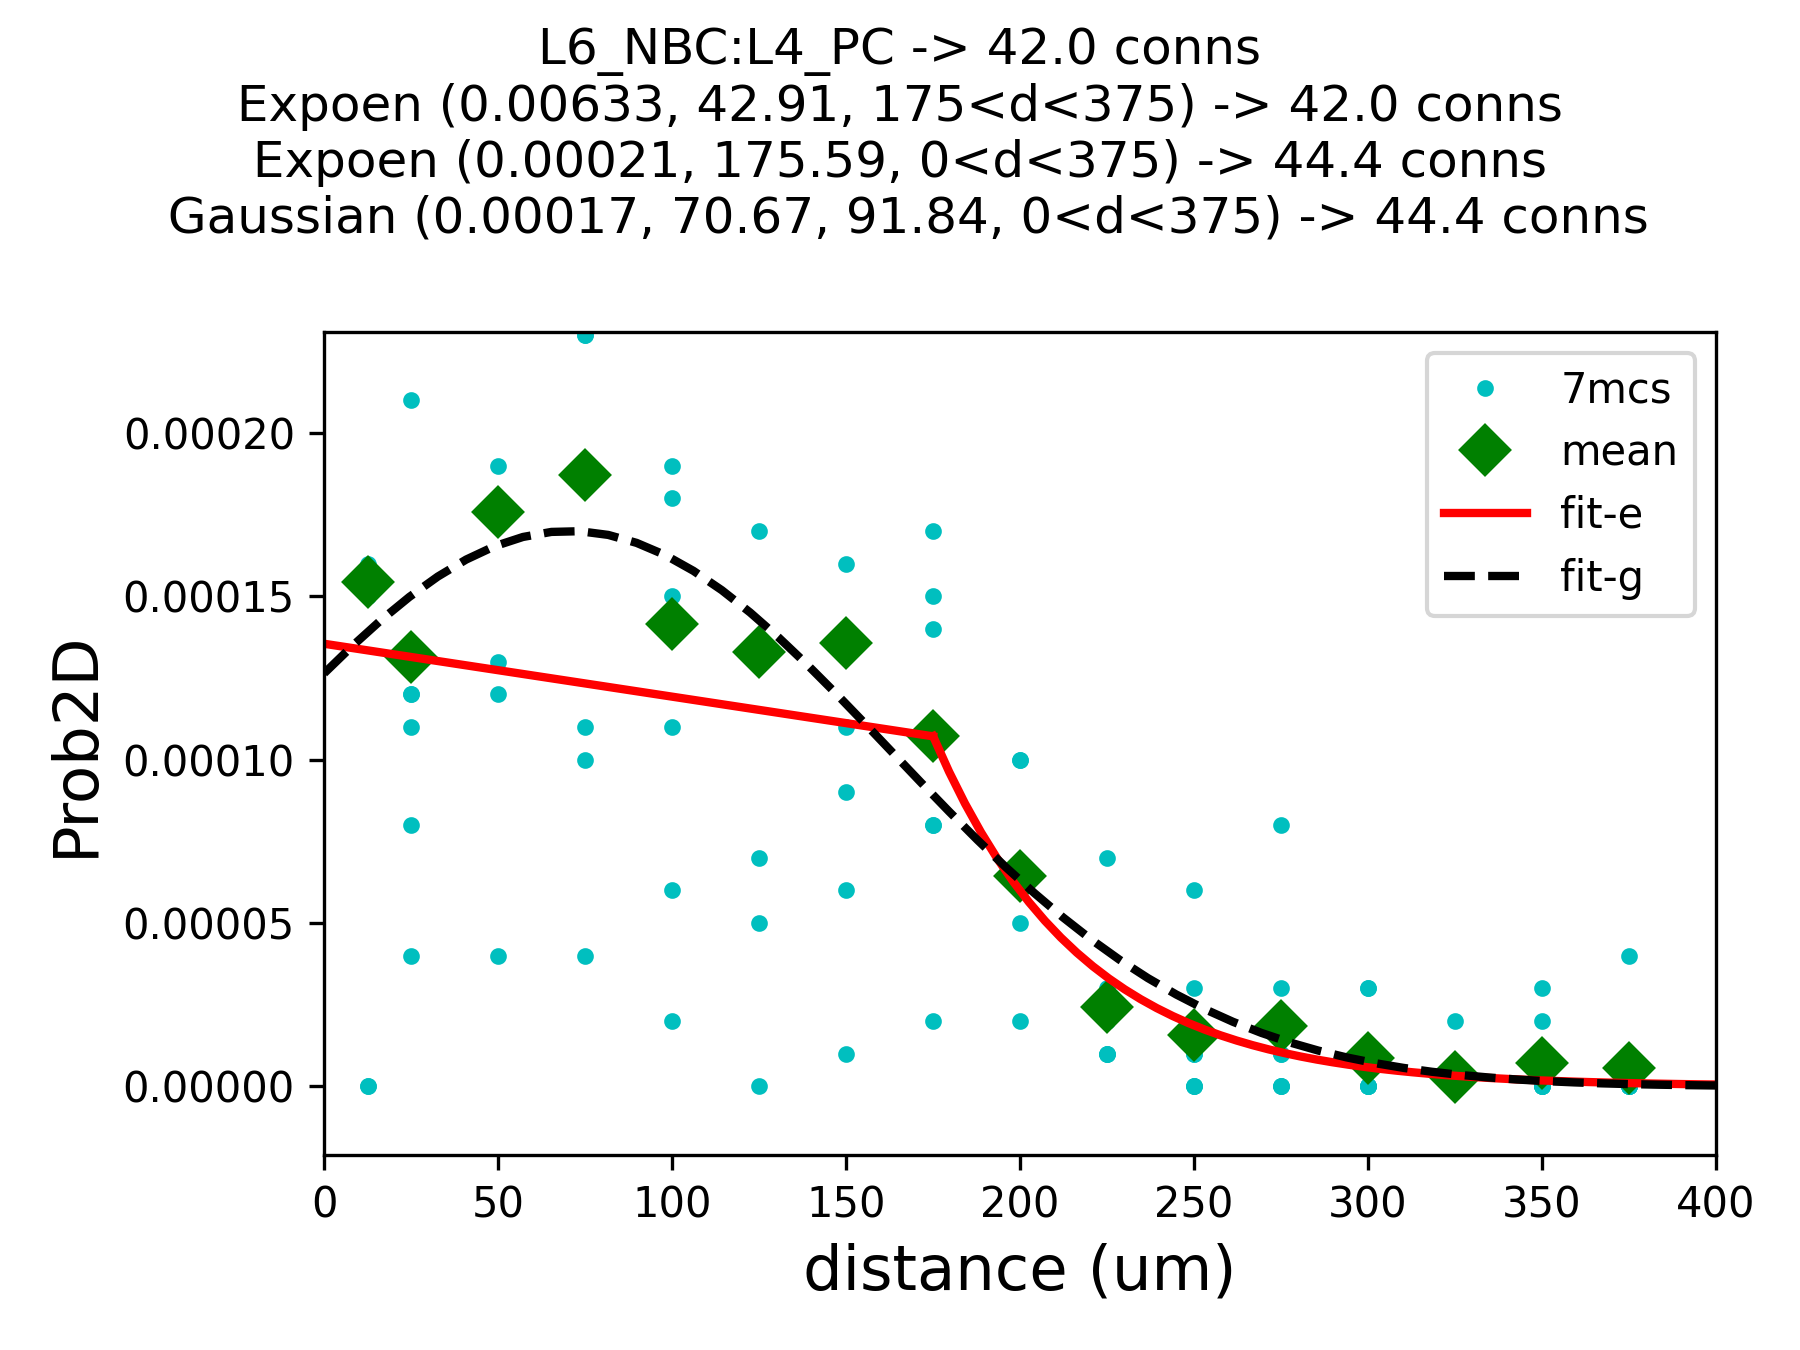 L6_NBC:L4_PC -> 42.0 conns
Expoen (0.00633, 42.91, 175<d<375) -> 42.0 conns
Expoen (0.00021, 175.59, 0<d<375) -> 44.4 conns
Gaussian (0.00017, 70.67, 91.84, 0<d<375) -> 44.4 conns
7mcs
mean
fit-e
fit-g
Prob2D
0.00020
0.00015
0.00010
0.00005
0.00000
0 50 100 150 200 250 300 350 400
distance (um)